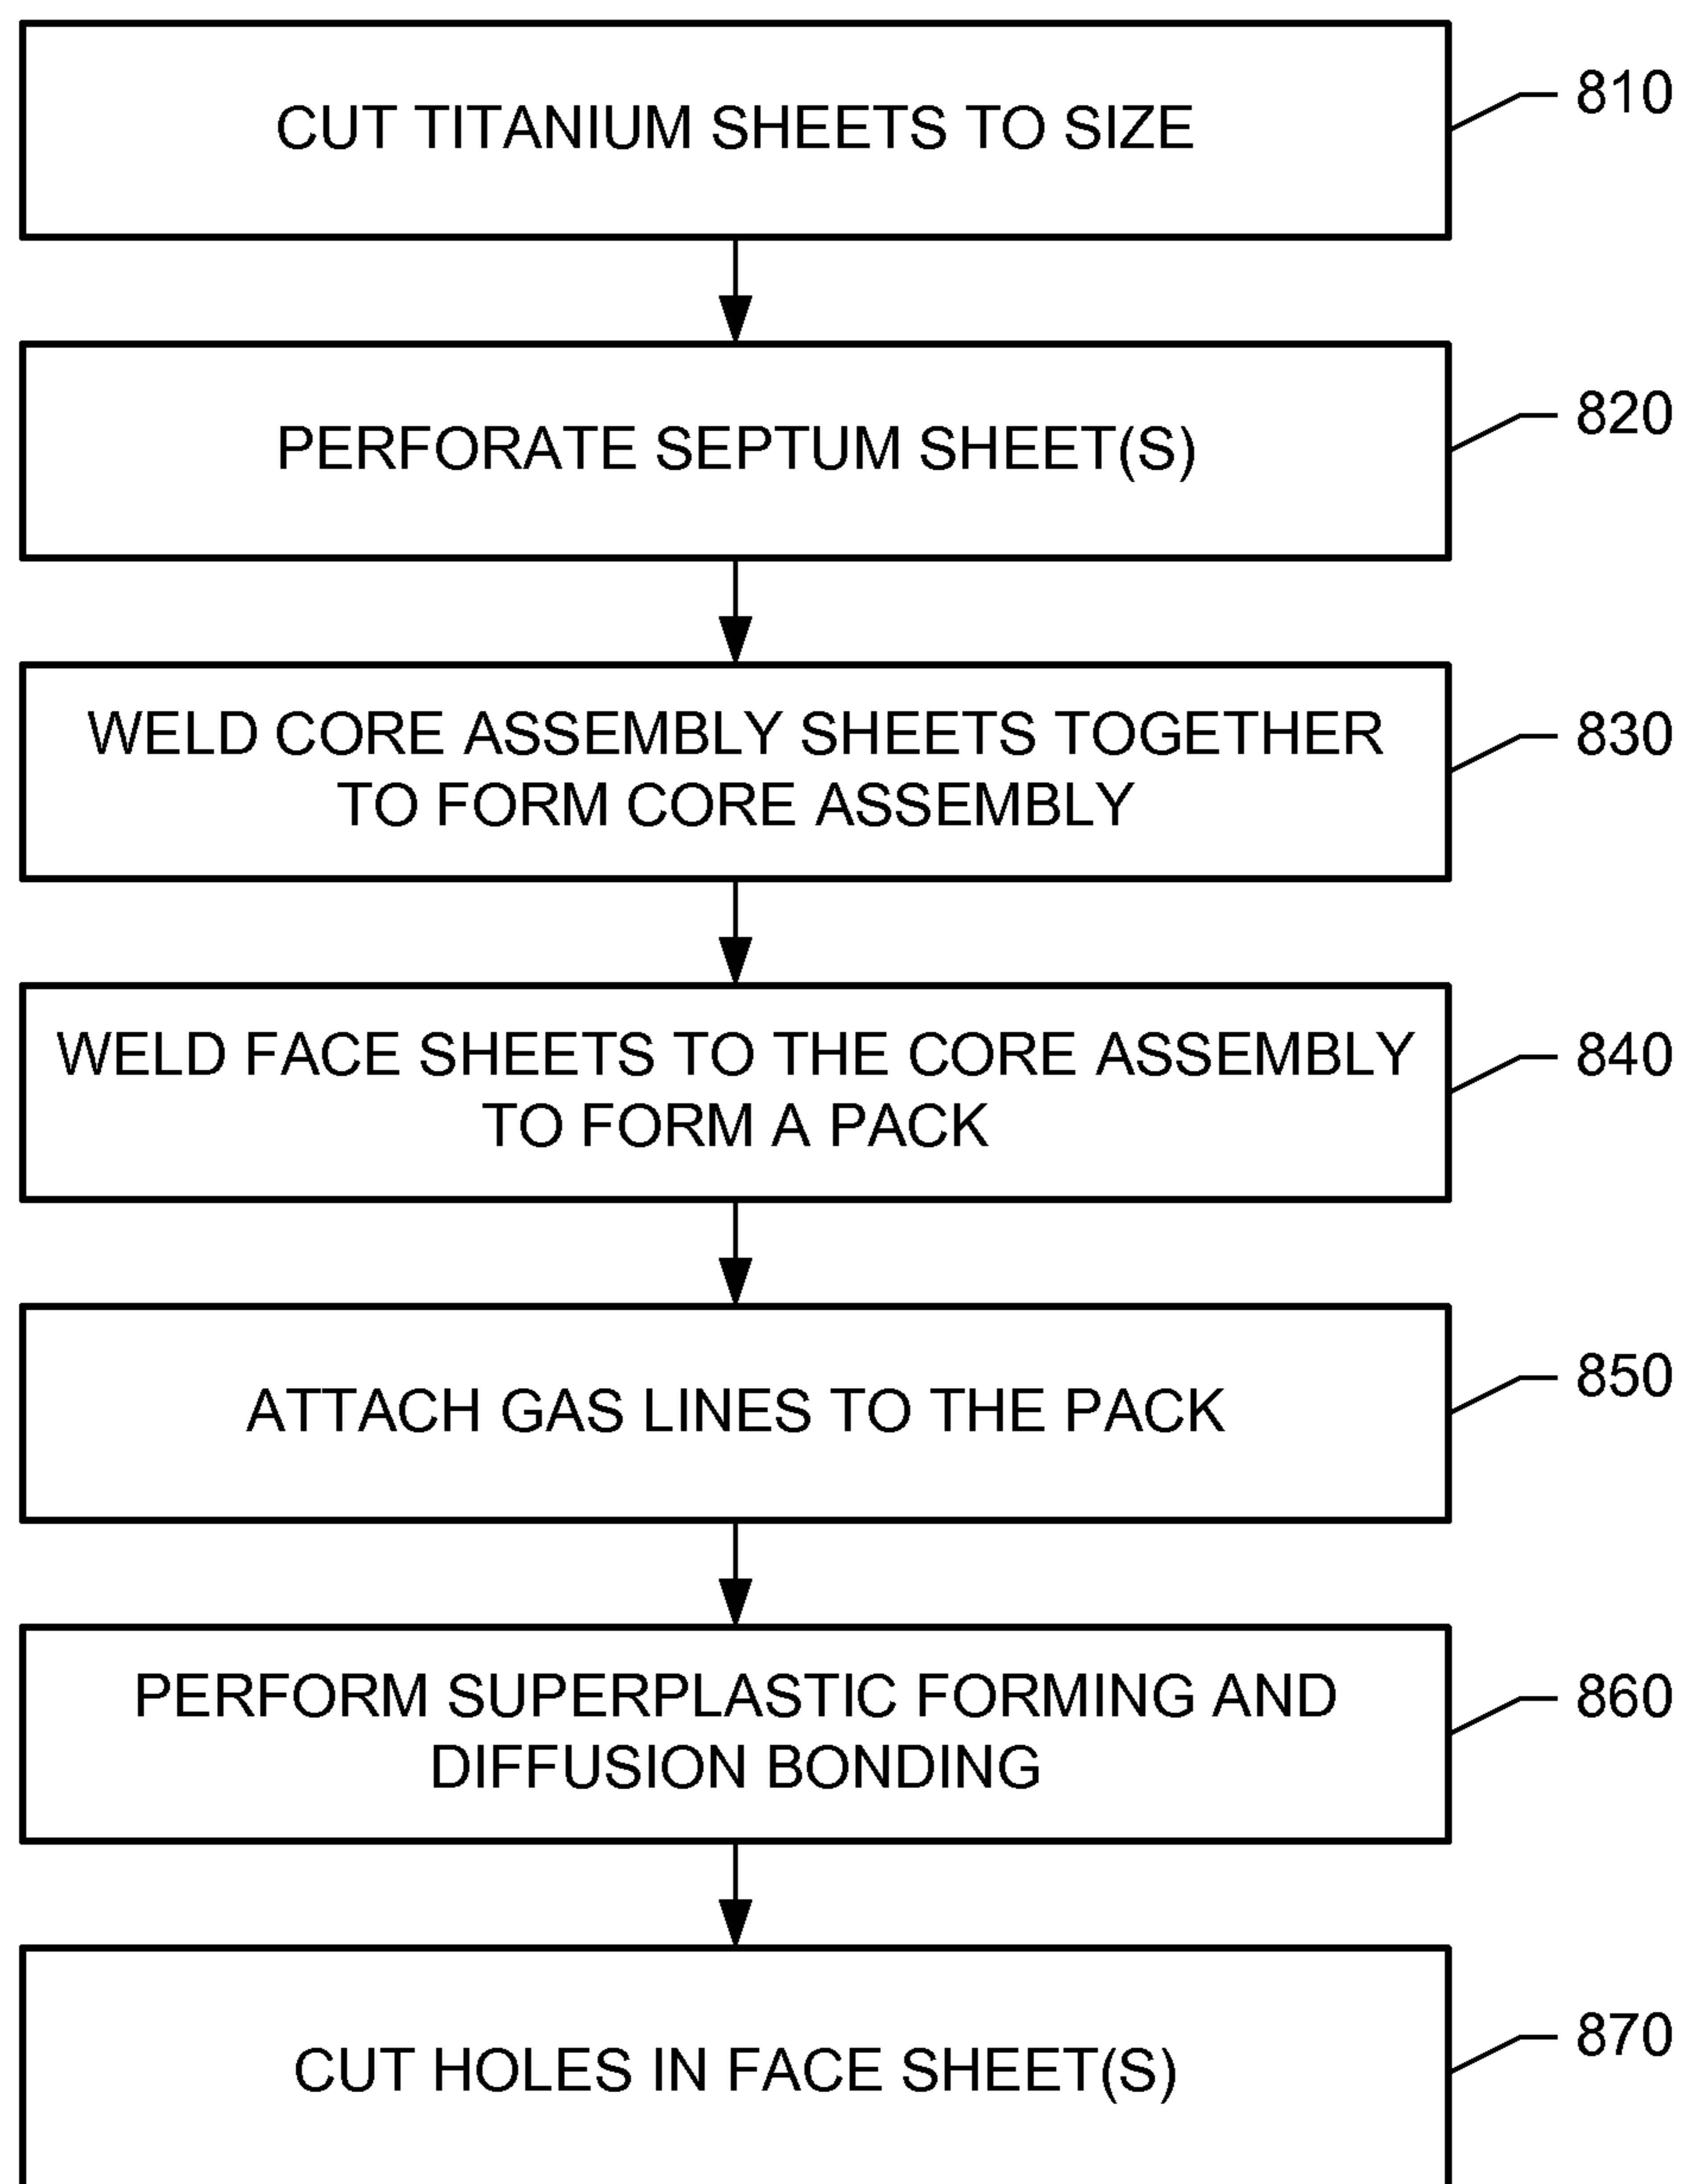 CUT TITANIUM SHEETS TO SIZE
810
PERFORATE SEPTUM SHEET(S)
820
WELD CORE ASSEMBLY SHEETS TOGETHER
TO FORM CORE ASSEMBLY
830
WELD FACE SHEETS TO THE CORE ASSEMBLY
TO FORM A PACK
840
ATTACH GAS LINES TO THE PACK
850
PERFORM SUPERPLASTIC FORMING AND
DIFFUSION BONDING
860
CUT HOLES IN FACE SHEET(S)
870